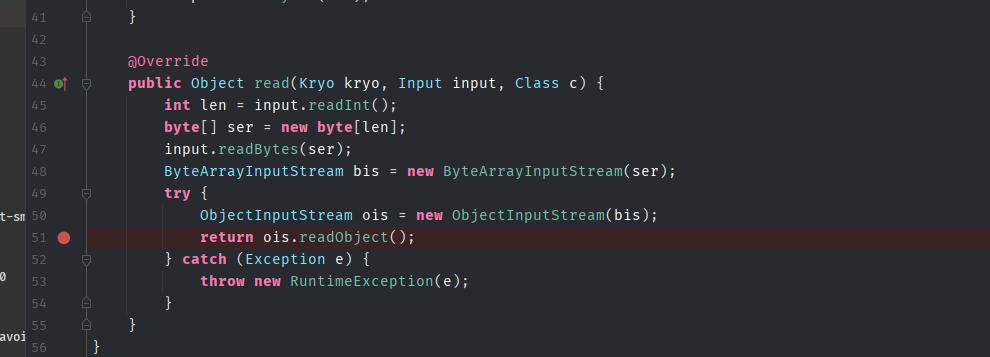 41 }
42
43 @Override
44 public Object read(Kryo kryo, Input input, Class c) {
45 int len = input.readInt();
46 byte[] ser = new byte[len];
47 input.readBytes(ser);
48 ByteArrayInputStream bis = new ByteArrayInputStream(ser);
49 try {
t-sm
50 ObjectInputStream ois = new ObjectInputStream(bis);
51 return ois.readObject();
52 } catch (Exception e) {
0
53 throw new RuntimeException(e);
54 }
55 }
avoi
56 }